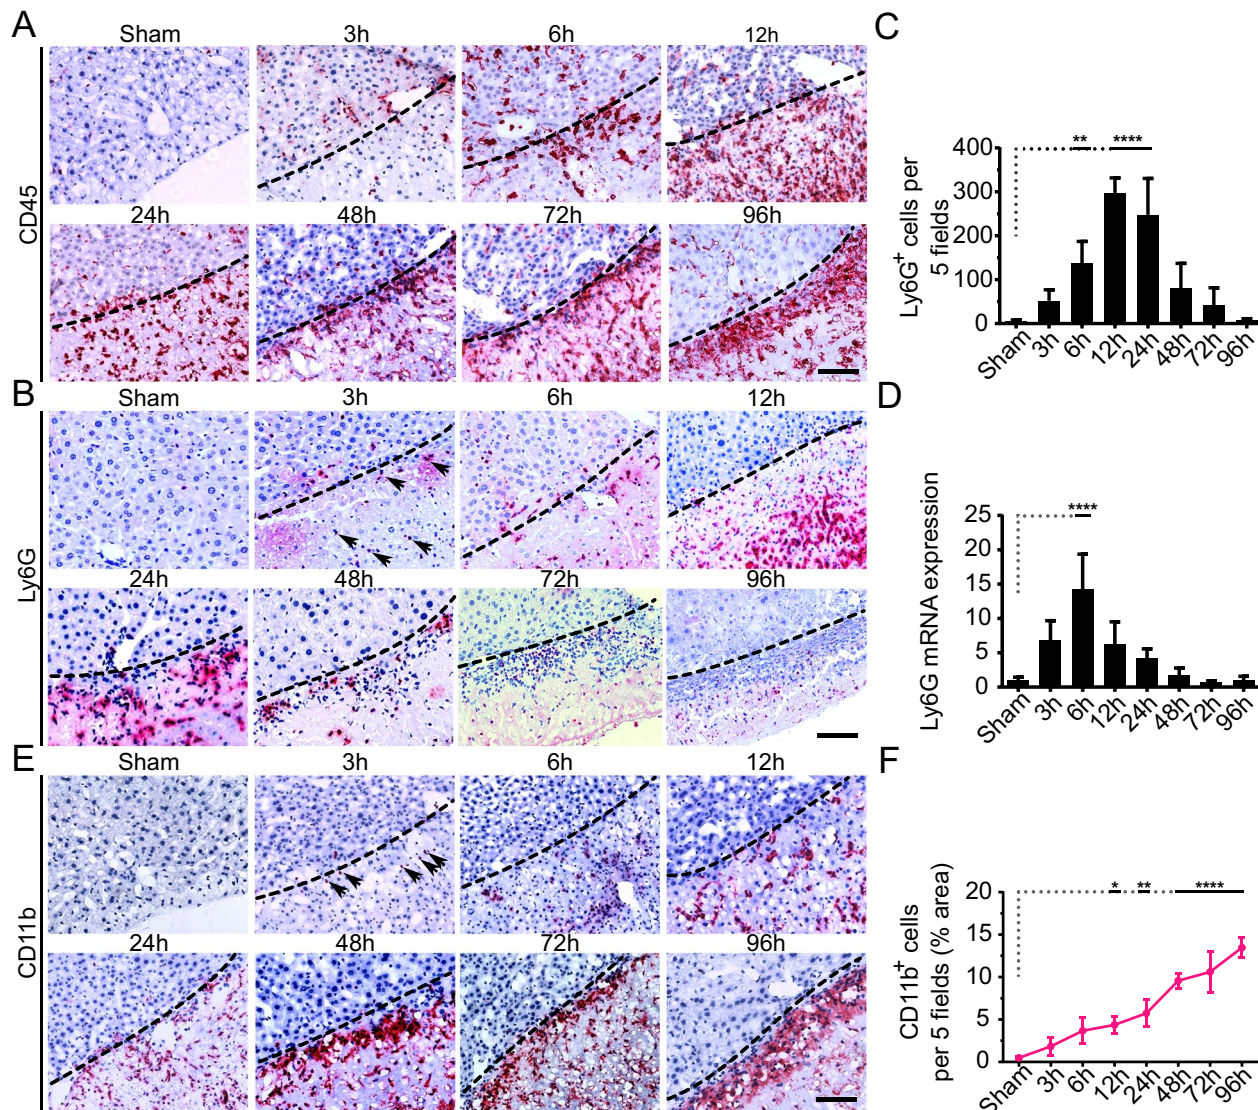 A
Sham 3h 6h 12h
CD45
24h 48h 72h 96h
B
Sham 3h 6h 12h
Ly6G
24h 48h 72h 96h
E
Sham 3h 6h 12h
CD11b
24h 48h 72h 96h
C
** ****
Ly6G+ cells per
5 fields
400
300
200
100
0
Sham 3h 6h 12h 24h 48h 72h 96h
D
****
Ly6G mRNA expression
25
20
15
10
5
0
Sham 3h 6h 12h 24h 48h 72h 96h
F
* ** ****
CD11b+ cells
per 5 fields (% area)
20
15
10
5
0
Sham 3h 6h 12h 24h 48h 72h 96h